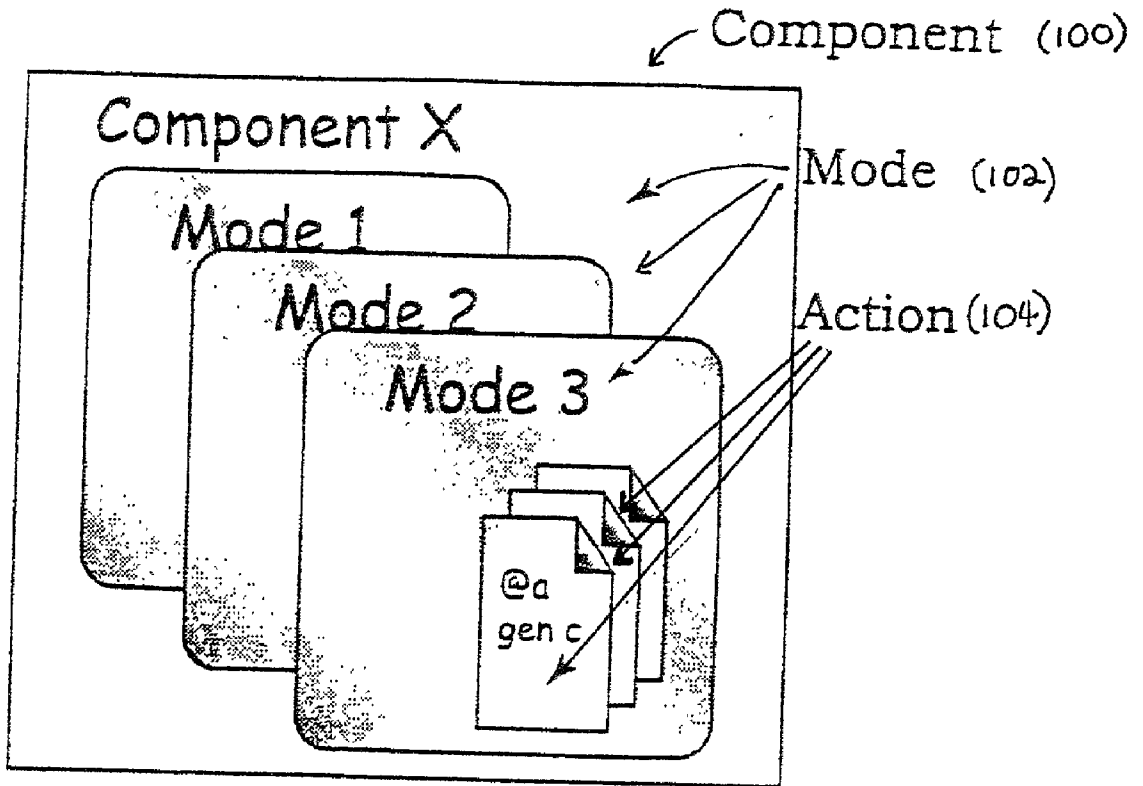 Component (100)
Component X
Mode (102)
Mode 1
Mode 2
Action (104)
Mode 3
@a
gen c